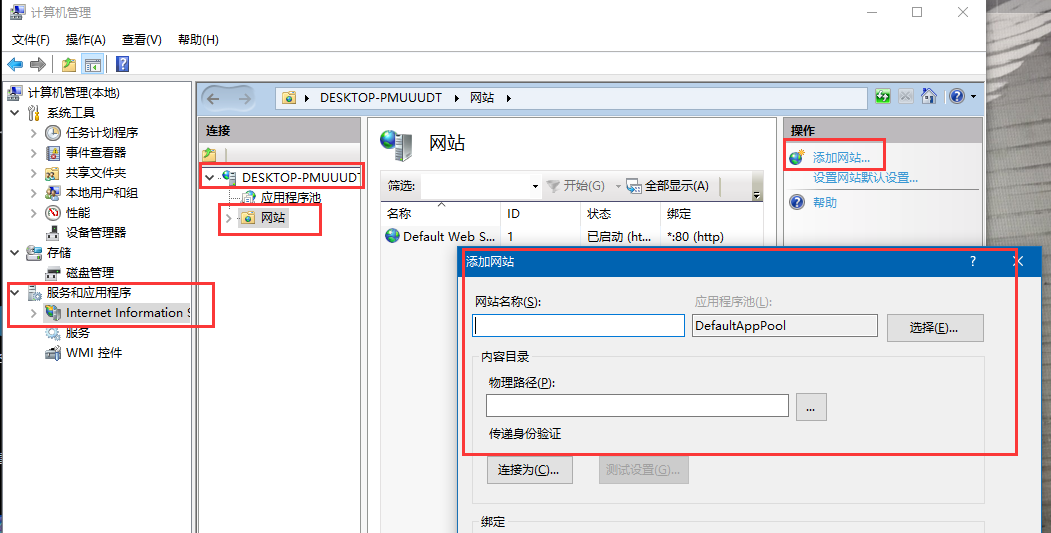 计算机管理
文件(F) 操作(A) 查看(V) 帮助(H)
计算机管理(本地)
系统工具
任务计划程序
事件查看器
共享文件夹
本地用户和组
性能
设备管理器
存储
磁盘管理
服务和应用程序
Internet Information S
服务
WMI 控件
DESKTOP-PMUUUDT 网站
连接
DESKTOP-PMUUUDT
应用程序池
网站
网站
筛选: 开始(G) 全部显示(A)
名称 ID 状态 绑定
Default Web S... 1 已启动 (ht... *:80 (http)
操作
添加网站...
设置网站默认设置...
帮助
添加网站 ?
网站名称(S): 应用程序池(L):
DefaultAppPool 选择(E)...
内容目录
物理路径(P):
...
传递身份验证
连接为(C)... 测试设置(G)...
绑定